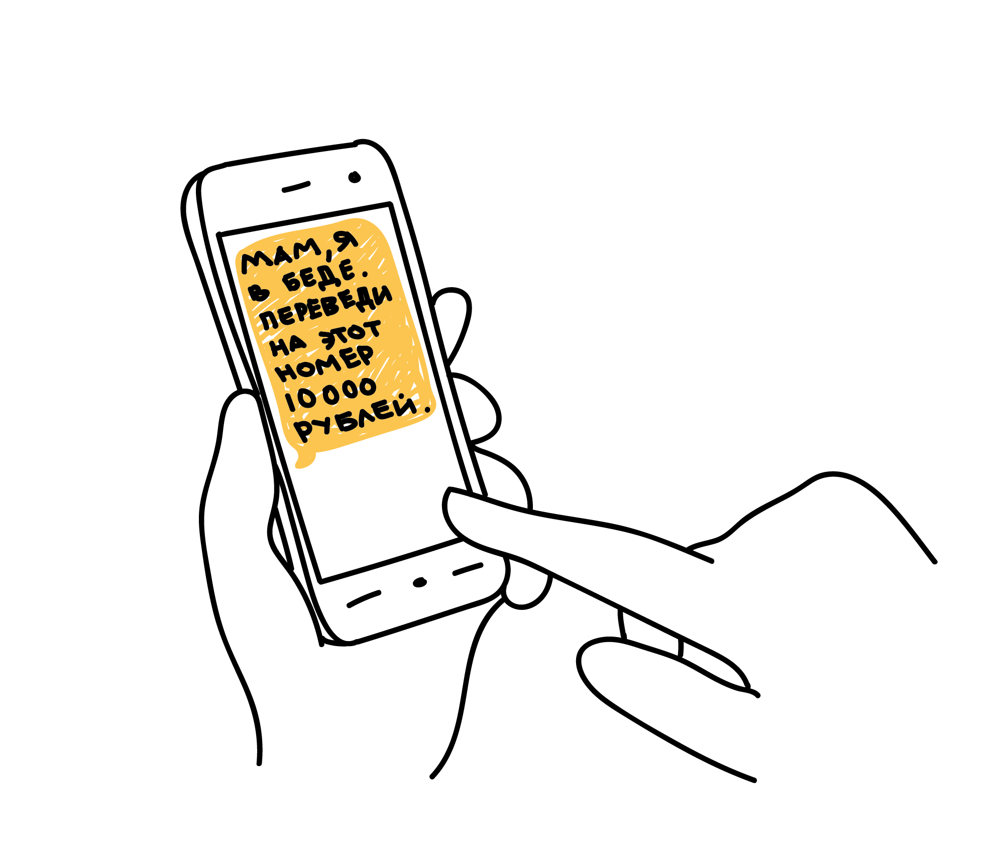 МАМ, Я
В БЕДЕ.
ПЕРЕВЕДИ
НА ЭТОТ
НОМЕР
10000
РУБЛЕЙ.